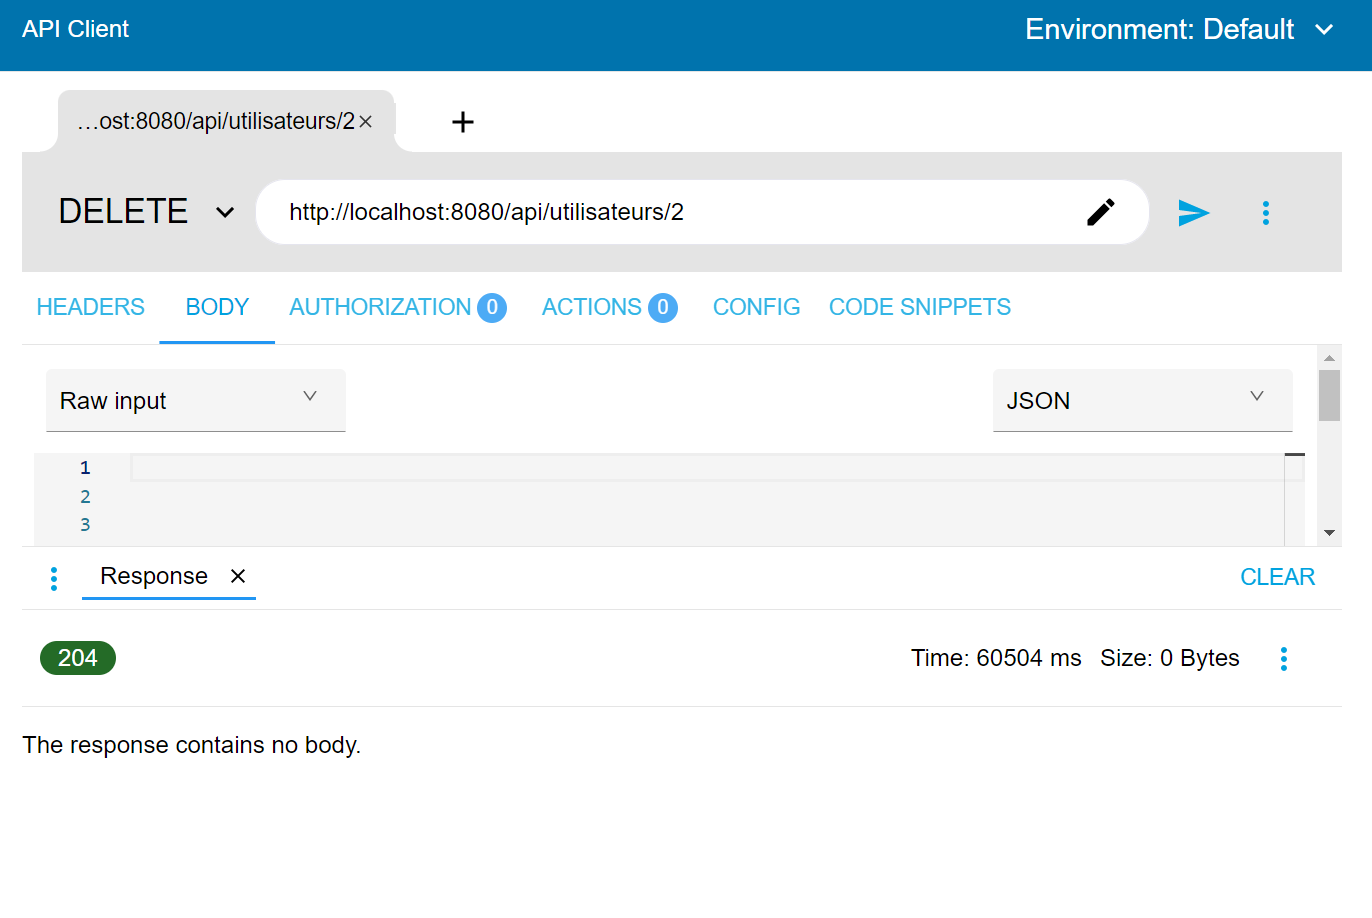 API Client
Environment: Default
...ost:8080/api/utilisateurs/2
DELETE
http://localhost:8080/api/utilisateurs/2
HEADERS BODY AUTHORIZATION 0 ACTIONS 0 CONFIG CODE SNIPPETS
Raw input
JSON
1
2
3
Response
CLEAR
204
Time: 60504 ms Size: 0 Bytes
The response contains no body.